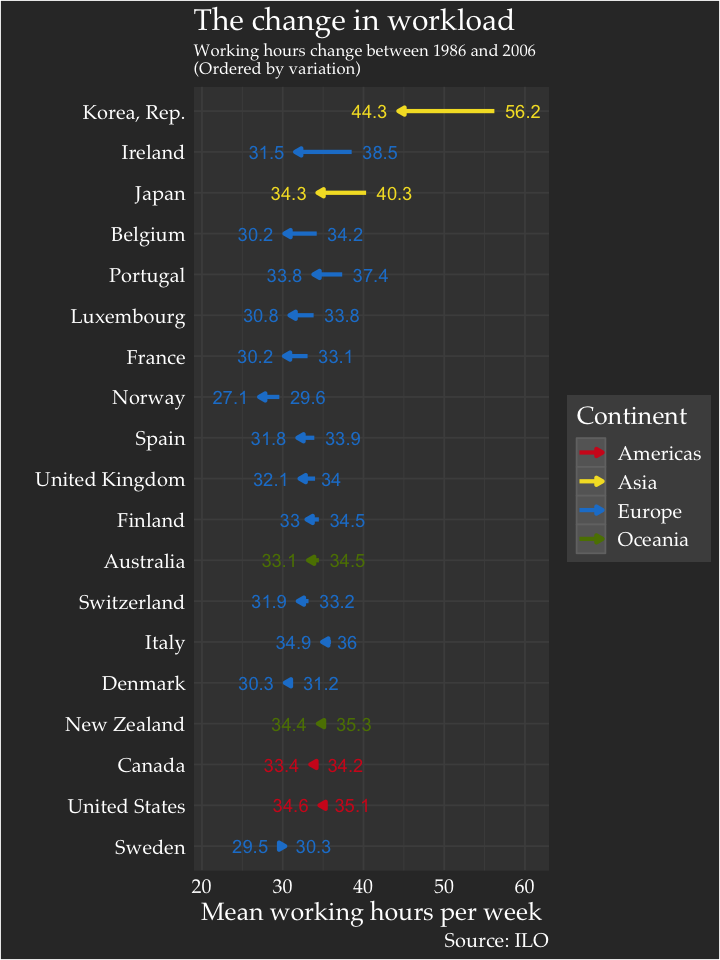 The change in workload
Working hours change between 1986 and 2006
(Ordered by variation)
Korea, Rep. 44.3 56.2
Ireland 31.5 38.5
Japan 34.3 40.3
Belgium 30.2 34.2
Portugal 33.8 37.4
Luxembourg 30.8 33.8
France 30.2 33.1
Norway 27.1 29.6
Spain 31.8 33.9
United Kingdom 32.1 34
Finland 33 34.5
Australia 33.1 34.5
Switzerland 31.9 33.2
Italy 34.9 36
Denmark 30.3 31.2
New Zealand 34.4 35.3
Canada 33.4 34.2
United States 34.6 35.1
Sweden 29.5 30.3
20 30 40 50 60
Mean working hours per week
Source: ILO
Continent
Americas
Asia
Europe
Oceania